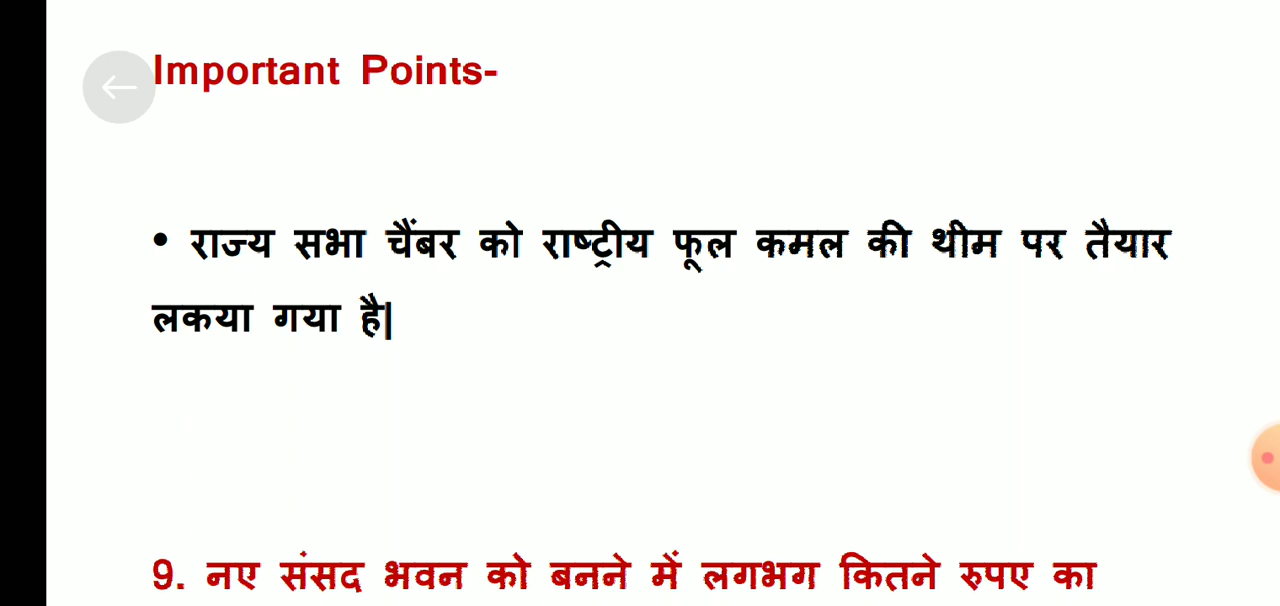 Important Points-
• राज्य सभा चैंबर को राष्ट्रीय फूल कमल की थीम पर तैयार
लकया गया है|
9. नए संसद भवन को बनने में लगभग कितने रुपए का